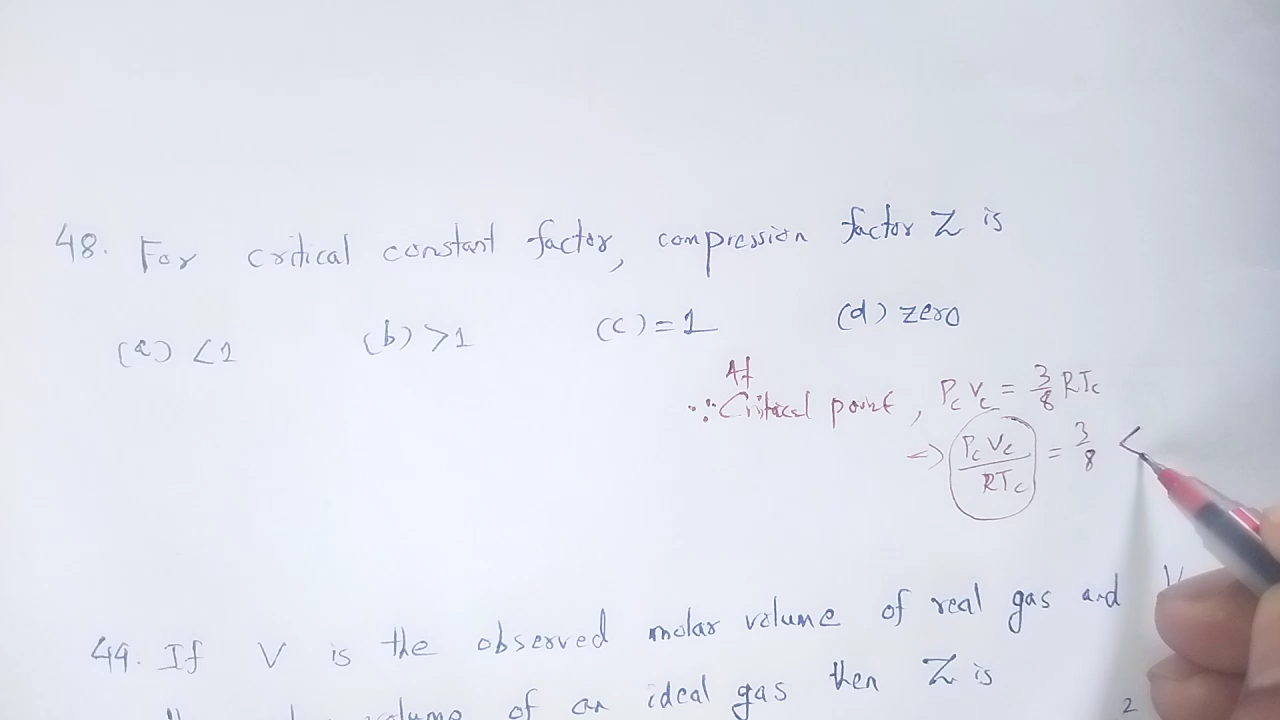 48. For critical constant factor, compression factor Z is
(a) <1 (b) >1 (c) = 1 (d) zero
At
∵ Critical point, PcVc = 3/8 RTc
=> PcVc/RTc = 3/8 <
49. If V is the observed molar volume of real gas and V
of an ideal gas then Z is
2